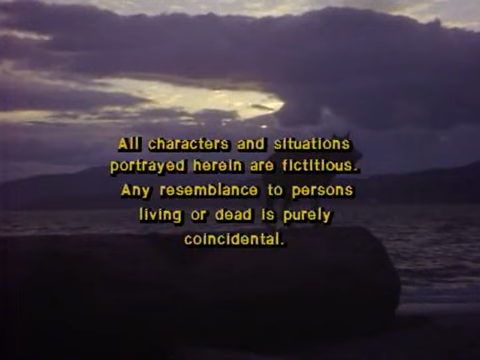 All characters and situations
portrayed herein are fictitious.
Any resemblance to persons
living or dead is purely
coincidental.